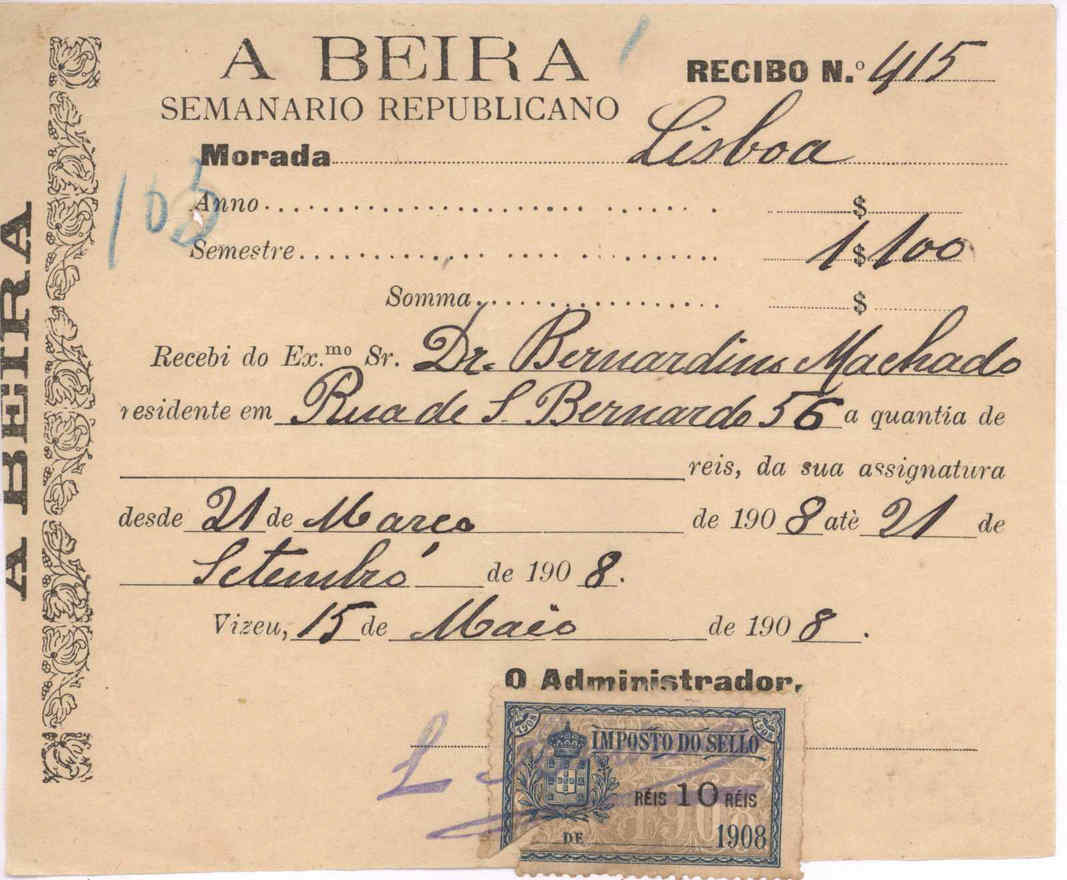 A BEIRA
RECIBO N.º 415
SEMANARIO REPUBLICANO
Morada Lisboa
105
Anno $
Semestre 1$100
Somma $
Recebi do Ex.mo Sr. Dr. Bernardino Machado
residente em Rua de S. Bernardo 56 a quantia de
reis, da sua assignatura
desde 21 de Março de 1908 atè 21 de
Setembro de 1908.
Vizeu, 15 de Maio de 1908.
O Administrador,
1908 1908
IMPOSTO DO SELLO
RÉIS 10 RÉIS
DE 1908
A BEIRA